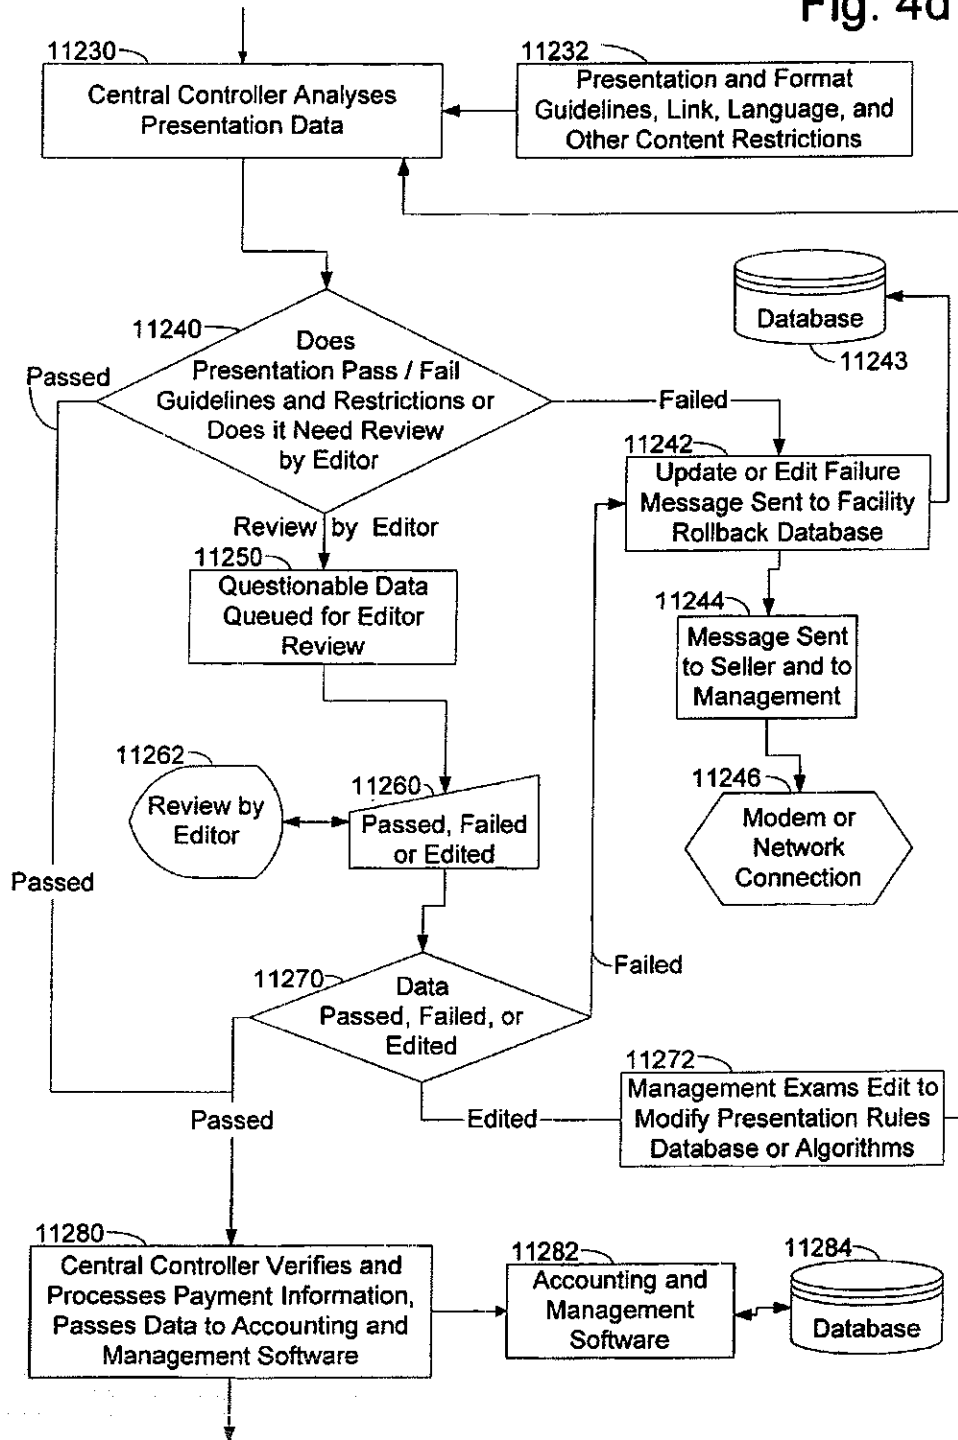 Fig. 4d
11230
Central Controller Analyses
Presentation Data
11232
Presentation and Format
Guidelines, Link, Language, and
Other Content Restrictions
Database
11243
11240
Does
Presentation Pass / Fail
Guidelines and Restrictions or
Does it Need Review
by Editor
Passed
Failed
11242
Update or Edit Failure
Message Sent to Facility
Rollback Database
Review by Editor
11250
Questionable Data
Queued for Editor
Review
11244
Message Sent
to Seller and to
Management
11262
Review by
Editor
11260
Passed, Failed
or Edited
11246
Modem or
Network
Connection
Passed
Failed
11270
Data
Passed, Failed, or
Edited
11272
Management Exams Edit to
Modify Presentation Rules
Database or Algorithms
Passed
Edited
11280
Central Controller Verifies and
Processes Payment Information,
Passes Data to Accounting and
Management Software
11282
Accounting and
Management
Software
11284
Database